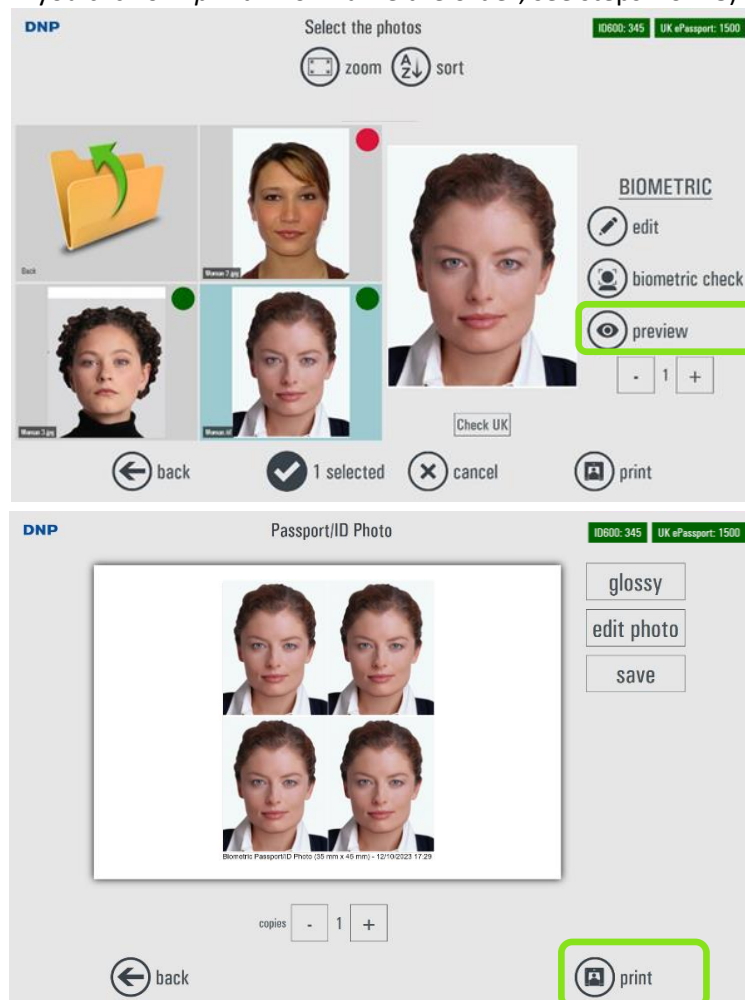 DNP
Select the photos
ID600: 345
UK ePassport: 1500
zoom
sort
Back
BIOMETRIC
edit
biometric check
preview
- 1 +
Check UK
back
1 selected
cancel
print
DNP
Passport/ID Photo
ID600: 345
UK ePassport: 1500
glossy
edit photo
save
Biometric Passport/ID Photo (35 mm x 45 mm) - 12/10/2023 17:29
copies - 1 +
back
print